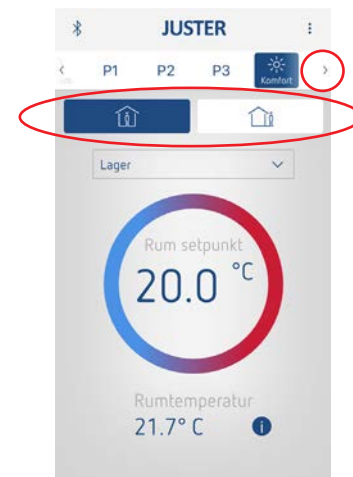 JUSTER
P1 P2 P3 Komfort
Lager
Rum setpunkt
20.0 °C
Rumtemperatur
21.7° C